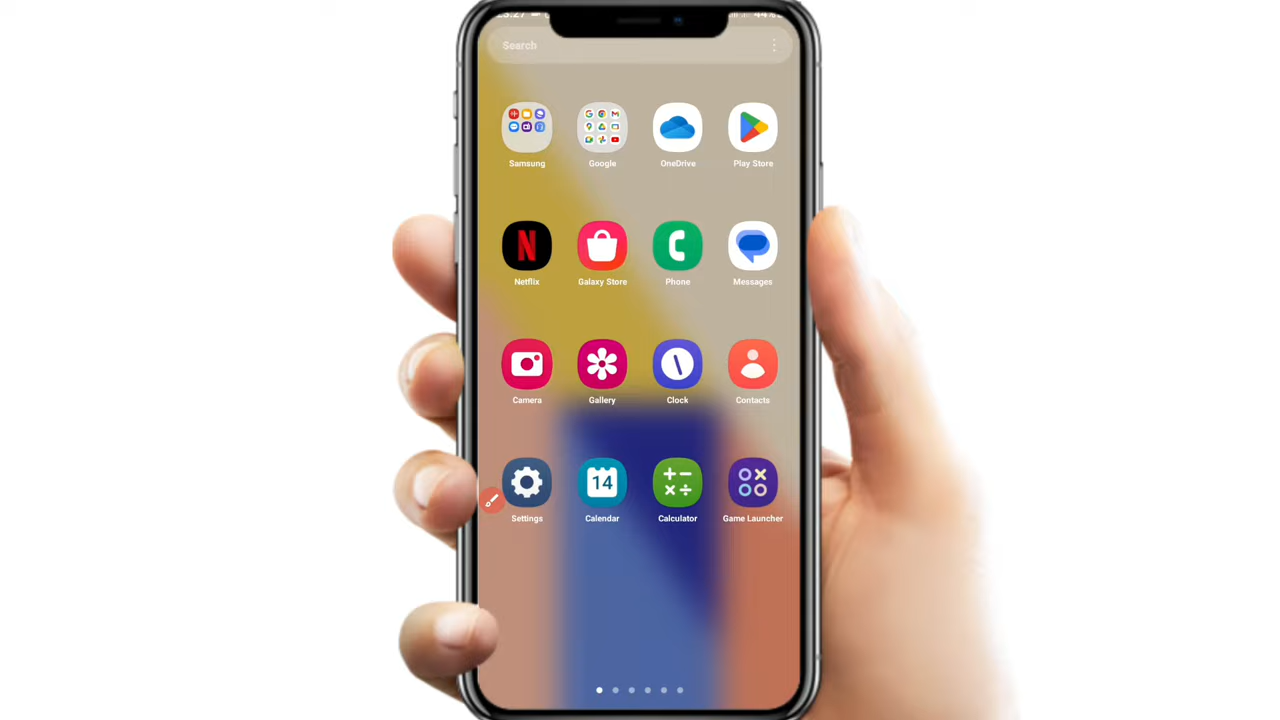 Search
Samsung Google OneDrive Play Store
Netflix Galaxy Store Phone Messages
Camera Gallery Clock Contacts
14
Settings Calendar Calculator Game Launcher